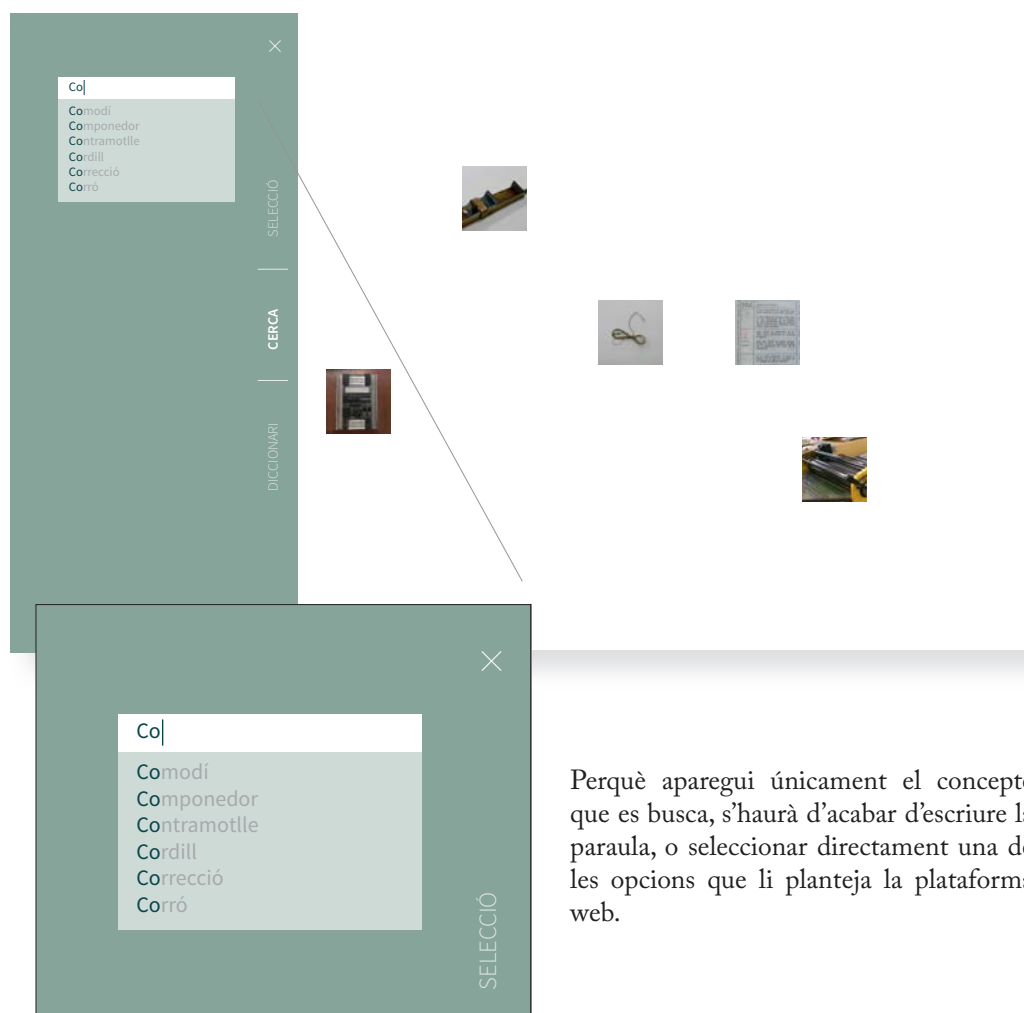 Co
Comodí
Componedor
Contramotlle
Cordill
Correcció
Corró
SELECCIÓ
CERCA
DICCIONARI
Co
Comodí
Componedor
Contramotlle
Cordill
Correcció
Corró
SELECCIÓ
Perquè aparegui únicament el concepte
que es busca, s’haurà d’acabar d’escriure la
paraula, o seleccionar directament una de
les opcions que li planteja la plataforma
web.